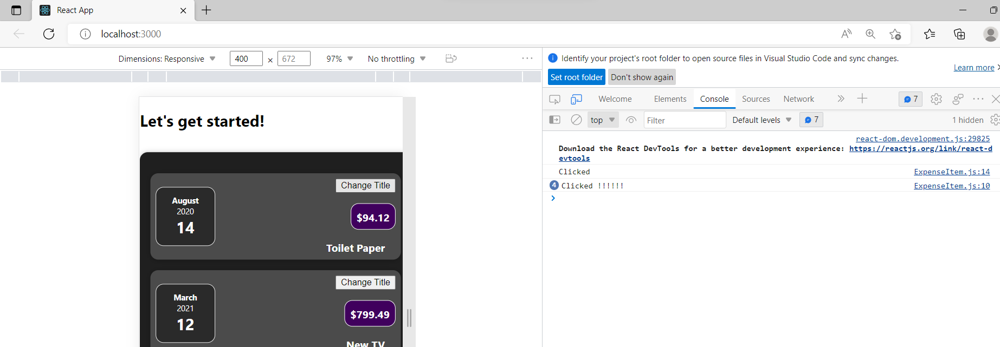 React App
localhost:3000
Dimensions: Responsive 400 × 672 97% No throttling
Identify your project's root folder to open source files in Visual Studio Code and sync changes.
Learn more
Set root folder Don't show again
Welcome Elements Console Sources Network 7
top Filter Default levels 7 1 hidden
react-dom.development.js:29825
Download the React DevTools for a better development experience: https://reactjs.org/link/react-d
evtools
Clicked ExpenseItem.js:14
4 Clicked !!!!!! ExpenseItem.js:10
Let's get started!
Change Title
August
2020
14
$94.12
Toilet Paper
Change Title
March
2021
12
$799.49
New TV